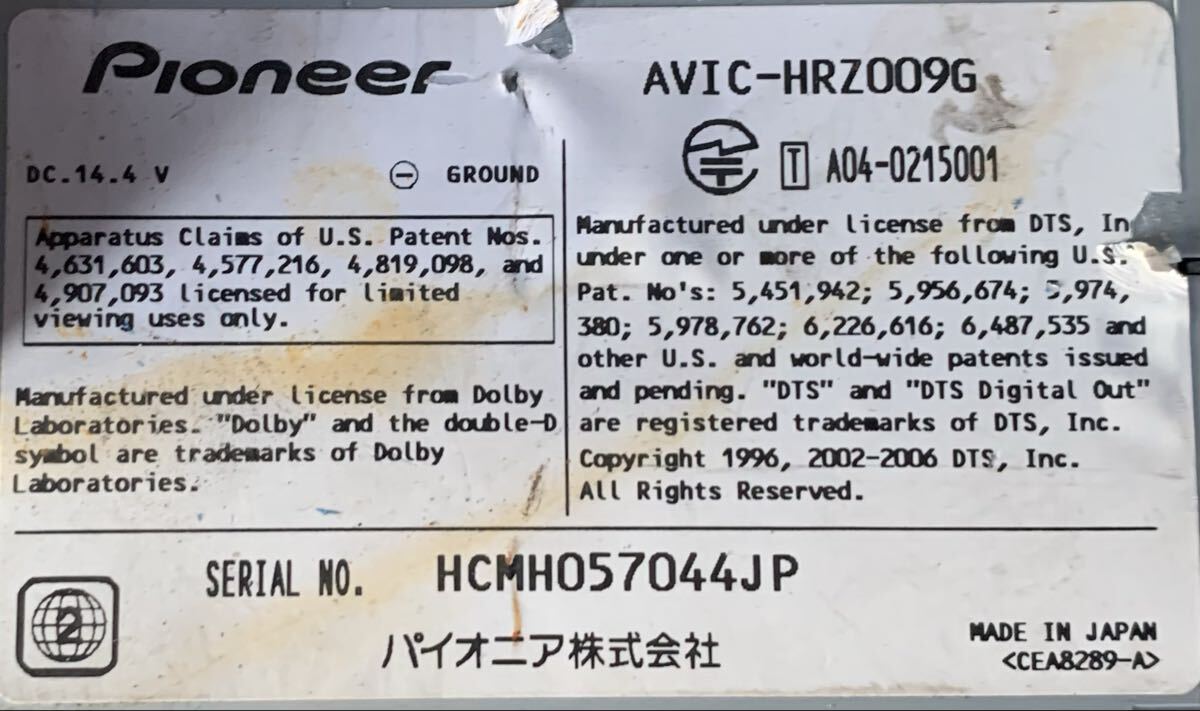 Pioneer
AVIC-HRZ009G
DC.14.4 V ⊖ GROUND
T A04-0215001
Apparatus Claims of U.S. Patent Nos.
4,631,603, 4,577,216, 4,819,098, and
4,907,093 licensed for limited
viewing uses only.
Manufactured under license from Dolby
Laboratories. "Dolby" and the double-D
symbol are trademarks of Dolby
Laboratories.
Manufactured under license from DTS,
under one or more of the following U.S.
Pat. No's: 5,451,942; 5,956,674; 5,974,
380; 5,978,762; 6,226,616; 6,487,535 and
other U.S. and world-wide patents issued
and pending. "DTS" and "DTS Digital Out"
are registered trademarks of DTS, Inc.
Copyright 1996, 2002-2006 DTS, Inc.
All Rights Reserved.
2
SERIAL NO. HCMH057044JP
パイオニア株式会社
MADE IN JAPAN
<CEA8289-A>